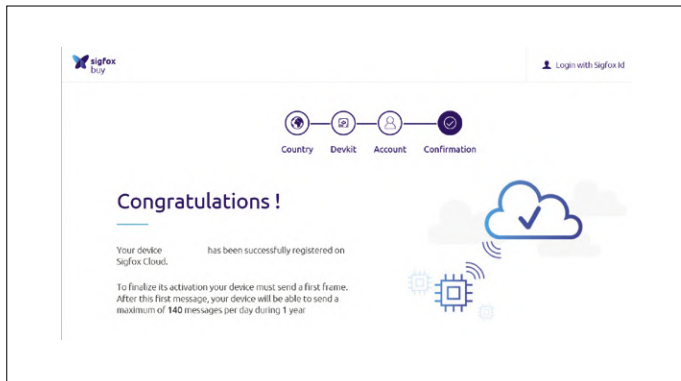 sigfox
buy
Login with Sigfox Id
Country Devkit Account Confirmation
Congratulations !
Your device has been successfully registered on
Sigfox Cloud.
To finalize its activation your device must send a first frame.
After this first message, your device will be able to send a
maximum of 140 messages per day during 1 year